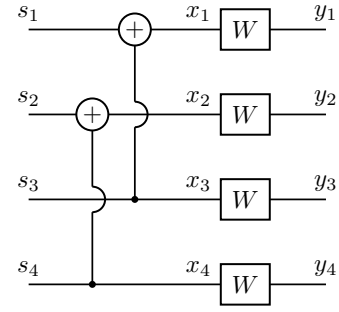 s₁ + x₁ W y₁
s₂ + x₂ W y₂
s₃ x₃ W y₃
s₄ x₄ W y₄